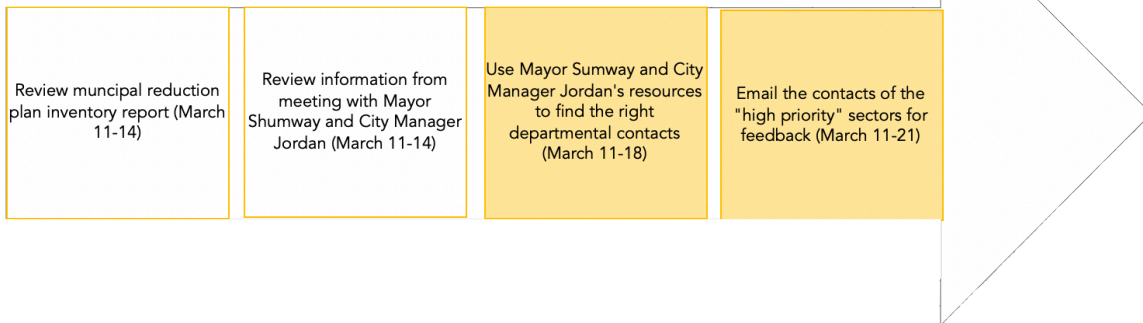 Review muncipal reduction
plan inventory report (March
11-14)
Review information from
meeting with Mayor
Shumway and City Manager
Jordan (March 11-14)
Use Mayor Sumway and City
Manager Jordan's resources
to find the right
departmental contacts
(March 11-18)
Email the contacts of the
"high priority" sectors for
feedback (March 11-21)